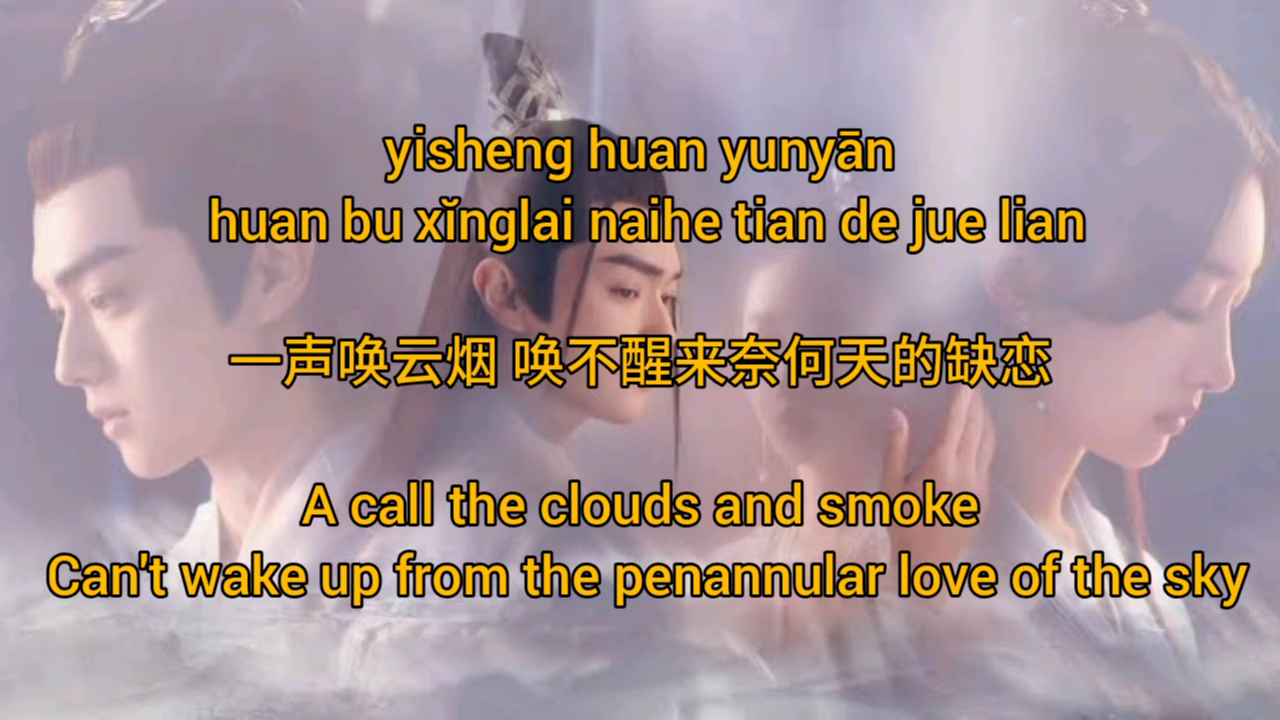 yisheng huan yunyān
huan bu xǐnglai naihe tian de jue lian
一声唤云烟 唤不醒来奈何天的缺恋
A call the clouds and smoke
Can't wake up from the penannular love of the sky